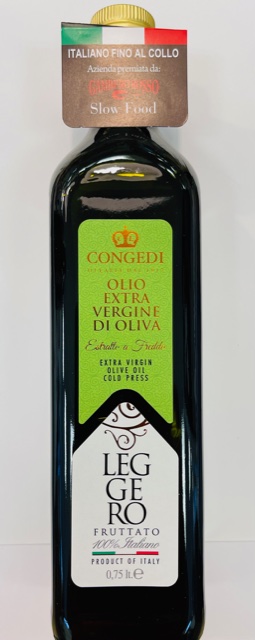 ITALIANO FINO AL COLLO
Azienda premiata da:
Slow Food
CONGEDI
OLIO
EXTRA
VERGINE
DI OLIVA
Estratto a Freddo
EXTRA VIRGIN
OLIVE OIL
COLD PRESS
LEG
GE
RO
FRUTTATO
100% Italiano
PRODUCT OF ITALY
0,75 lt. e